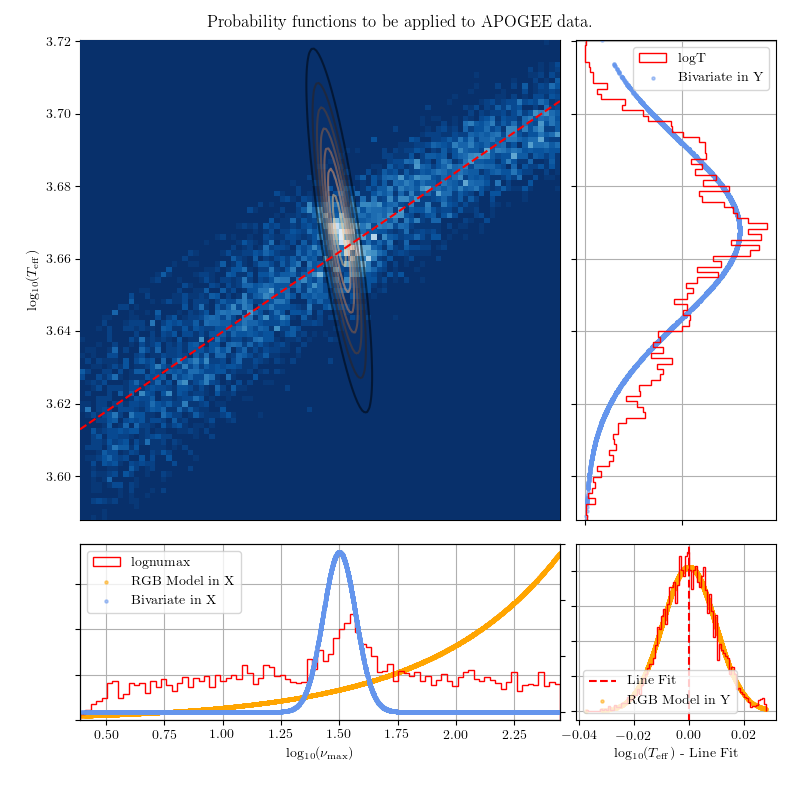 Probability functions to be applied to APOGEE data.
3.72
3.70
3.68
3.66
3.64
3.62
3.60
log₁₀(T_eff)
logT
Bivariate in Y
lognumax
RGB Model in X
Bivariate in X
0.50 0.75 1.00 1.25 1.50 1.75 2.00 2.25
log₁₀(ν_max)
Line Fit
RGB Model in Y
−0.04 −0.02 0.00 0.02
log₁₀(T_eff) - Line Fit